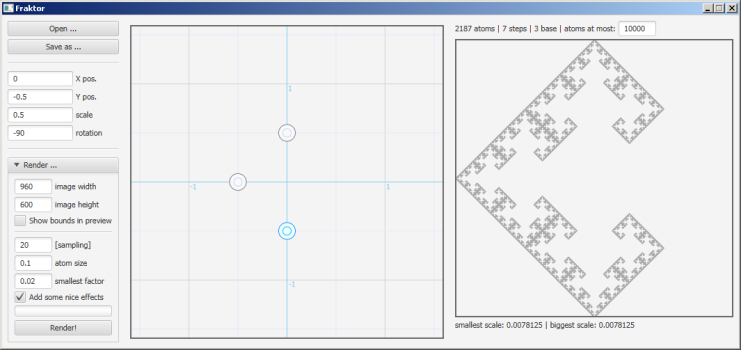 Fraktor
Open ...
Save as ...
0 X pos.
-0.5 Y pos.
0.5 scale
-90 rotation
Render ...
960 image width
600 image height
Show bounds in preview
20 [sampling]
0.1 atom size
0.02 smallest factor
Add some nice effects
Render!
1
-1 1
-1
2187 atoms | 7 steps | 3 base | atoms at most: 10000
smallest scale: 0.0078125 | biggest scale: 0.0078125